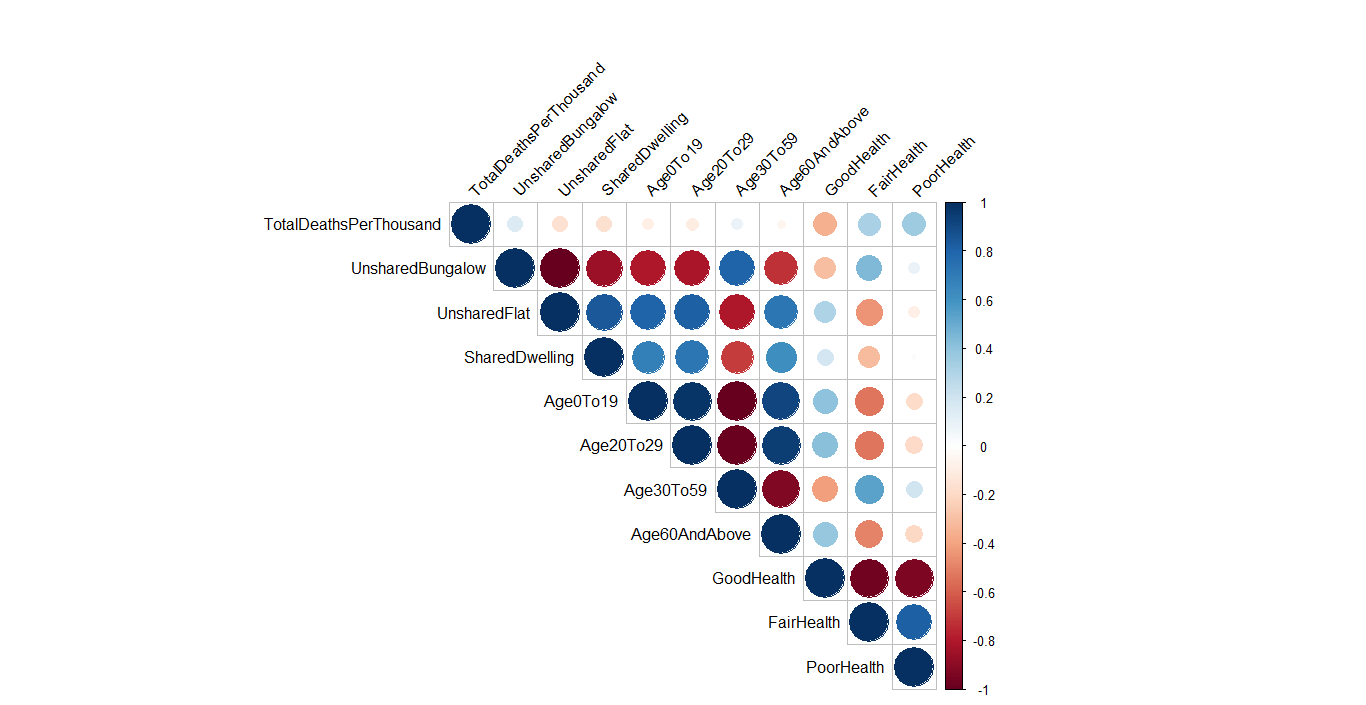 TotalDeathsPerThousand
UnsharedBungalow
UnsharedFlat
SharedDwelling
Age0To19
Age20To29
Age30To59
Age60AndAbove
GoodHealth
FairHealth
PoorHealth
TotalDeathsPerThousand
UnsharedBungalow
UnsharedFlat
SharedDwelling
Age0To19
Age20To29
Age30To59
Age60AndAbove
GoodHealth
FairHealth
PoorHealth
1
0.8
0.6
0.4
0.2
0
-0.2
-0.4
-0.6
-0.8
-1